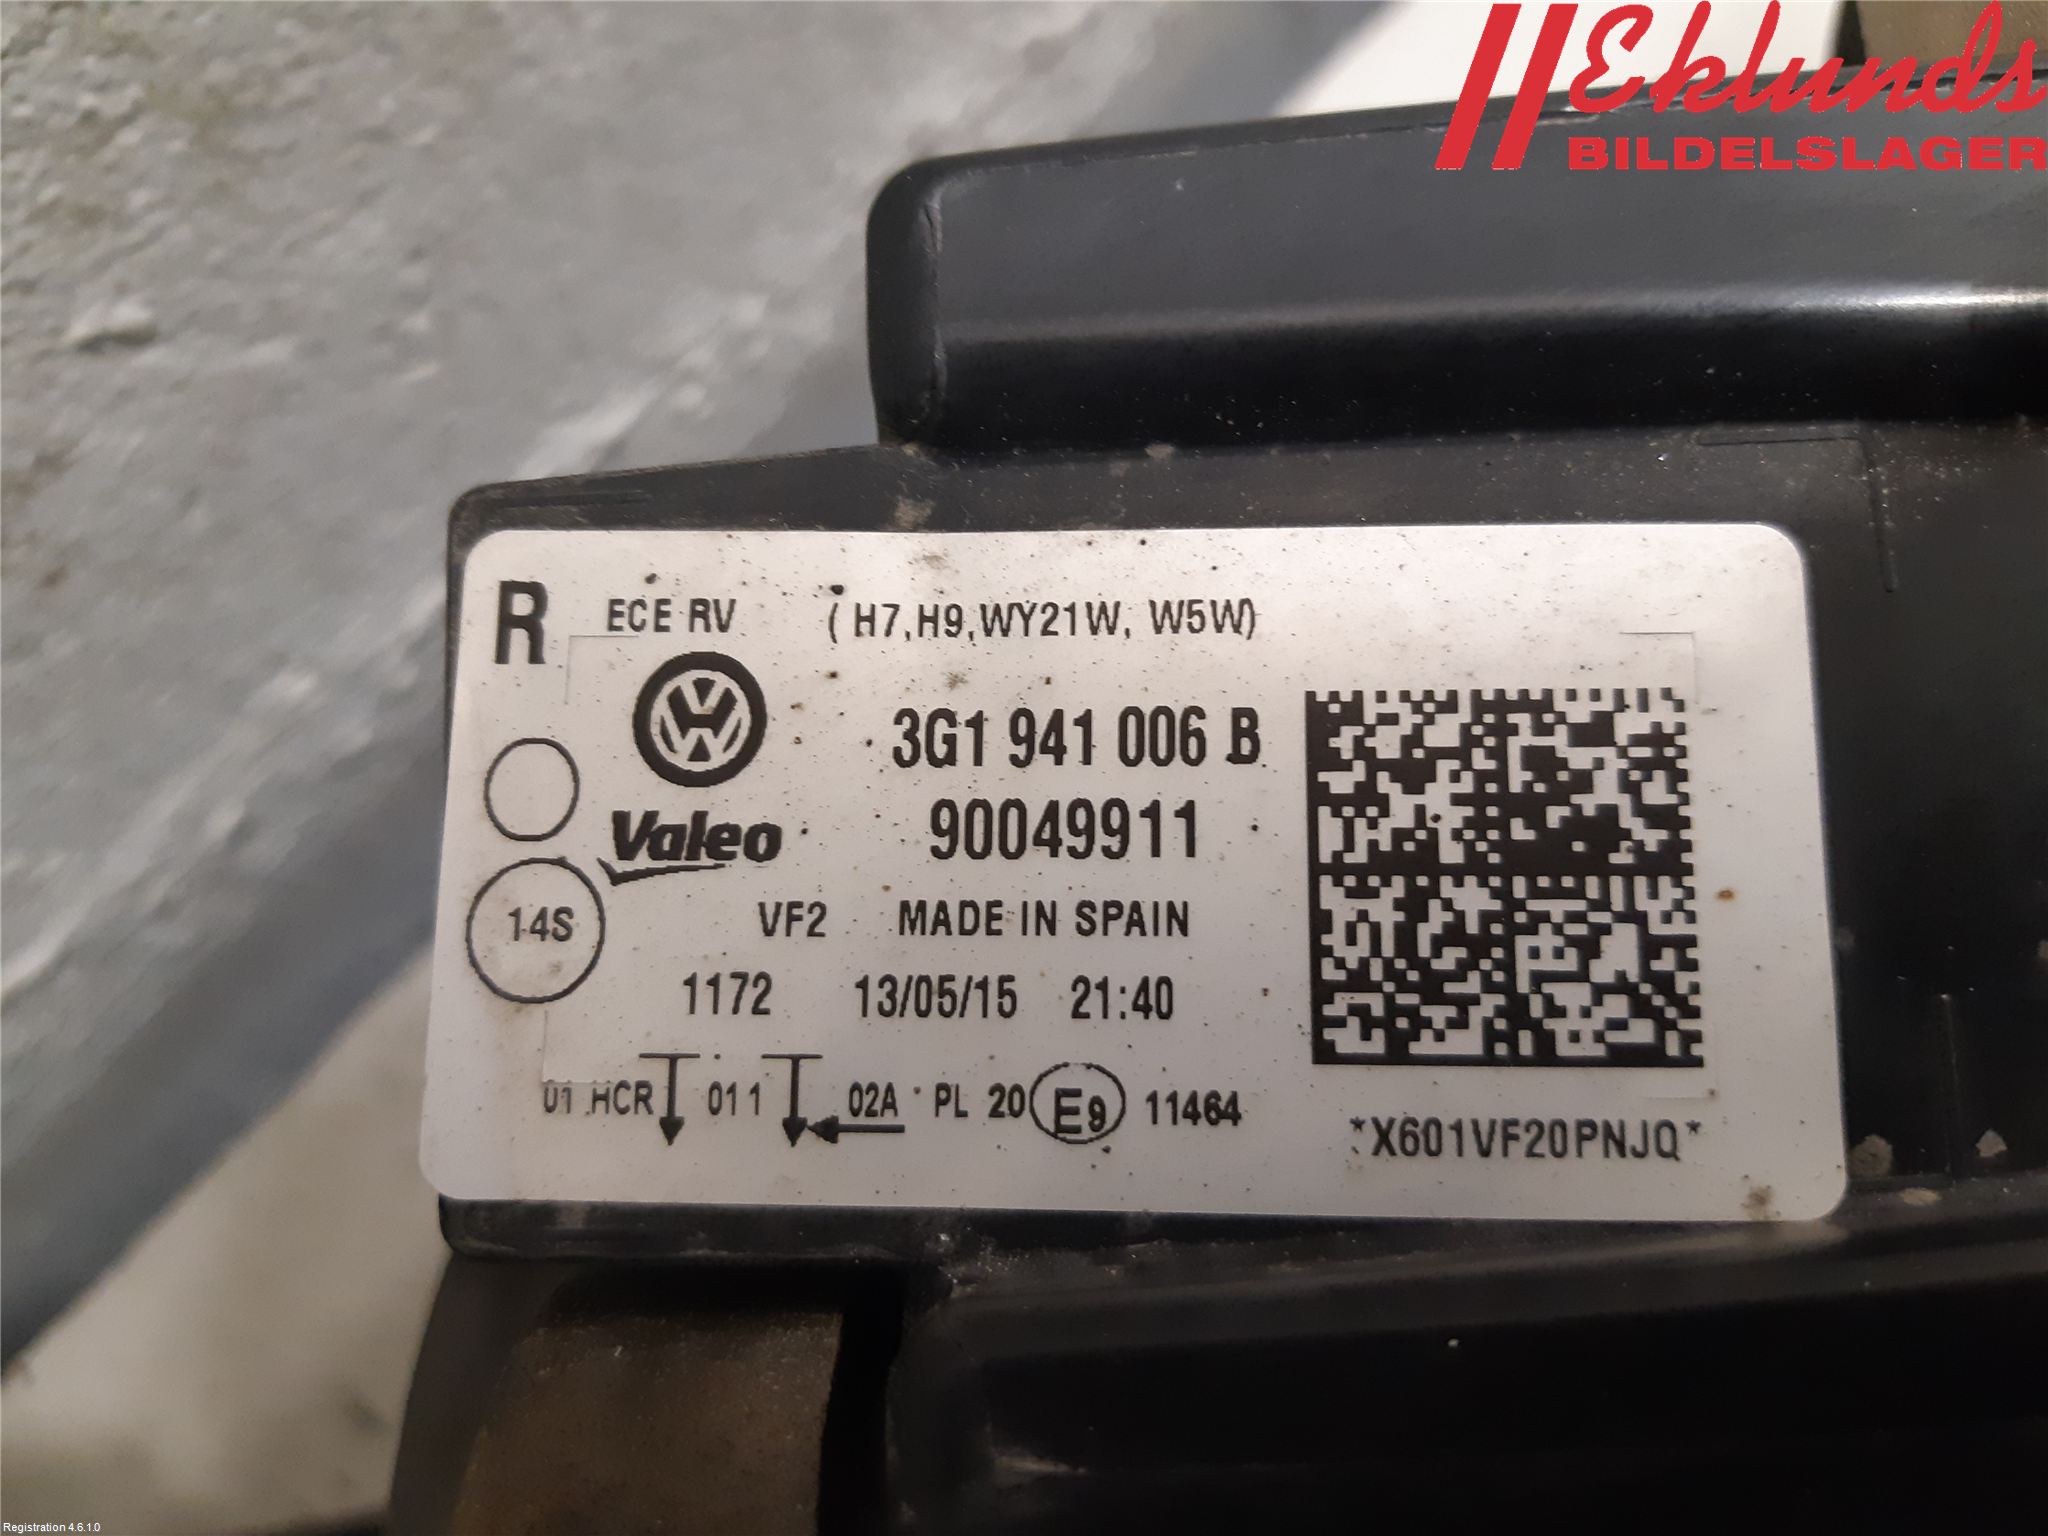 Eklunds
BILDELSLAGER
R ECE RV ( H7,H9,WY21W, W5W)
3G1 941 006 B
Valeo 90049911
14S VF2 MADE IN SPAIN
1172 13/05/15 21:40
01 HCR 01 1 02A PL 20 E9 11464
*X601VF20PNJQ*
Registration 4.6.1.0